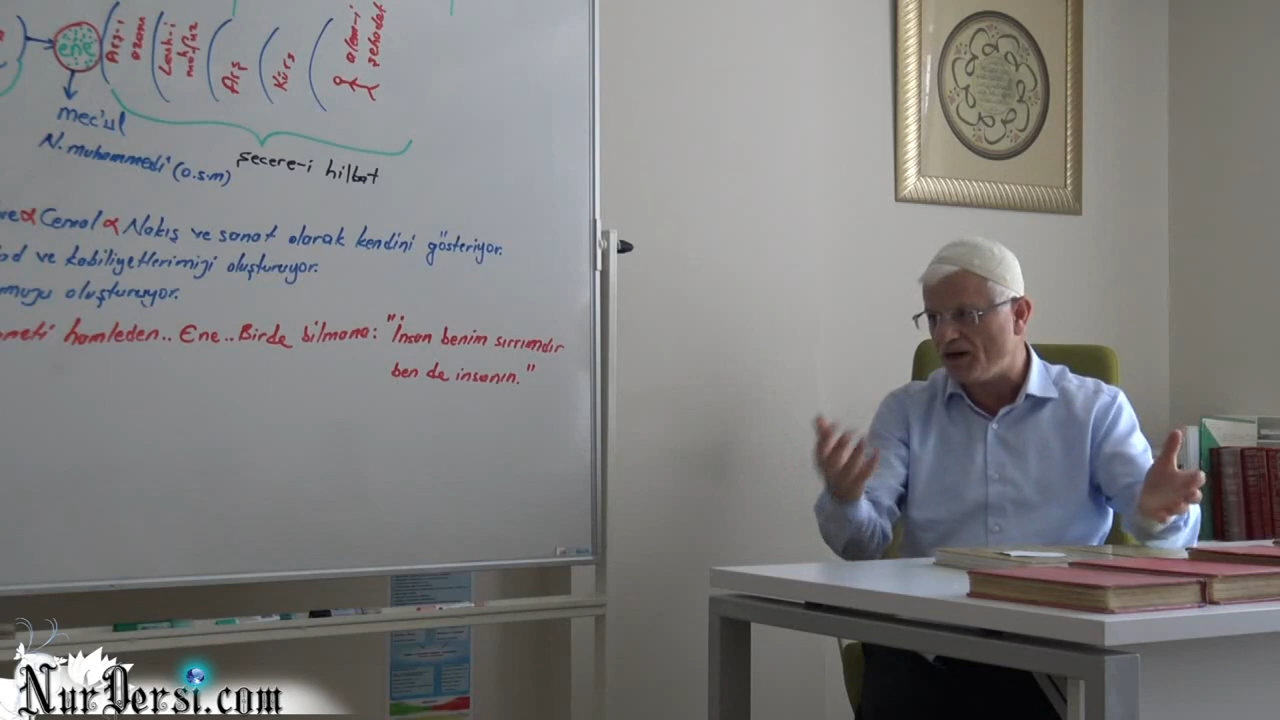 ene
Arş-ı azam
Levh-i mahfuz
Arş
Kürs
alem-i şehadet
mec'ul
N. muhammedi (a.s.m)
Şecere-i hilkat
Cemal α Nakış ve sanat olarak kendini gösteriyor.
ve kabiliyetlerimizi oluşturuyor.
oluşturuyor.
hamleden.. Ene.. Birde bilmana: "İnsan benim sırrımdır
ben de insanın."
NurDersi.com